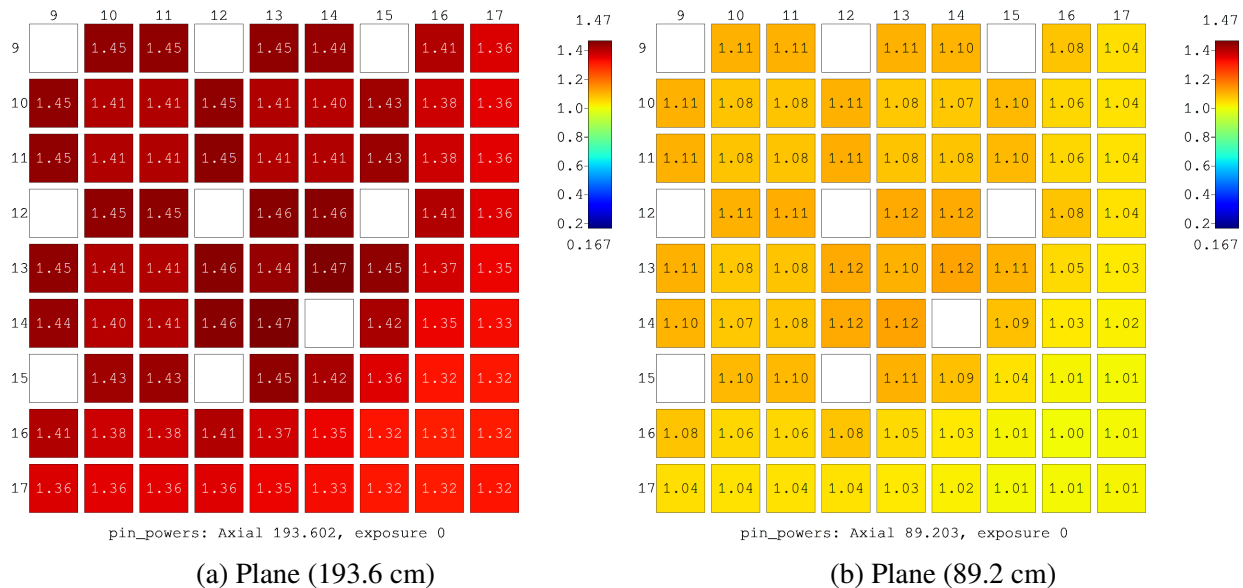 9 10 11 12 13 14 15 16 17
1.47
9 1.45 1.45 1.45 1.44 1.41 1.36
10 1.45 1.41 1.41 1.45 1.41 1.40 1.43 1.38 1.36
11 1.45 1.41 1.41 1.45 1.41 1.41 1.43 1.38 1.36
12 1.45 1.45 1.46 1.46 1.41 1.36
13 1.45 1.41 1.41 1.46 1.44 1.47 1.45 1.37 1.35
14 1.44 1.40 1.41 1.46 1.47 1.42 1.35 1.33
15 1.43 1.43 1.45 1.42 1.36 1.32 1.32
16 1.41 1.38 1.38 1.41 1.37 1.35 1.32 1.31 1.32
17 1.36 1.36 1.36 1.36 1.35 1.33 1.32 1.32 1.32
1.4
1.2
1.0
0.8
0.6
0.4
0.2
0.167
pin_powers: Axial 193.602, exposure 0
(a) Plane (193.6 cm)
9 10 11 12 13 14 15 16 17
1.47
9 1.11 1.11 1.11 1.10 1.08 1.04
10 1.11 1.08 1.08 1.11 1.08 1.07 1.10 1.06 1.04
11 1.11 1.08 1.08 1.11 1.08 1.08 1.10 1.06 1.04
12 1.11 1.11 1.12 1.12 1.08 1.04
13 1.11 1.08 1.08 1.12 1.10 1.12 1.11 1.05 1.03
14 1.10 1.07 1.08 1.12 1.12 1.09 1.03 1.02
15 1.10 1.10 1.11 1.09 1.04 1.01 1.01
16 1.08 1.06 1.06 1.08 1.05 1.03 1.01 1.00 1.01
17 1.04 1.04 1.04 1.04 1.03 1.02 1.01 1.01 1.01
1.4
1.2
1.0
0.8
0.6
0.4
0.2
0.167
pin_powers: Axial 89.203, exposure 0
(b) Plane (89.2 cm)